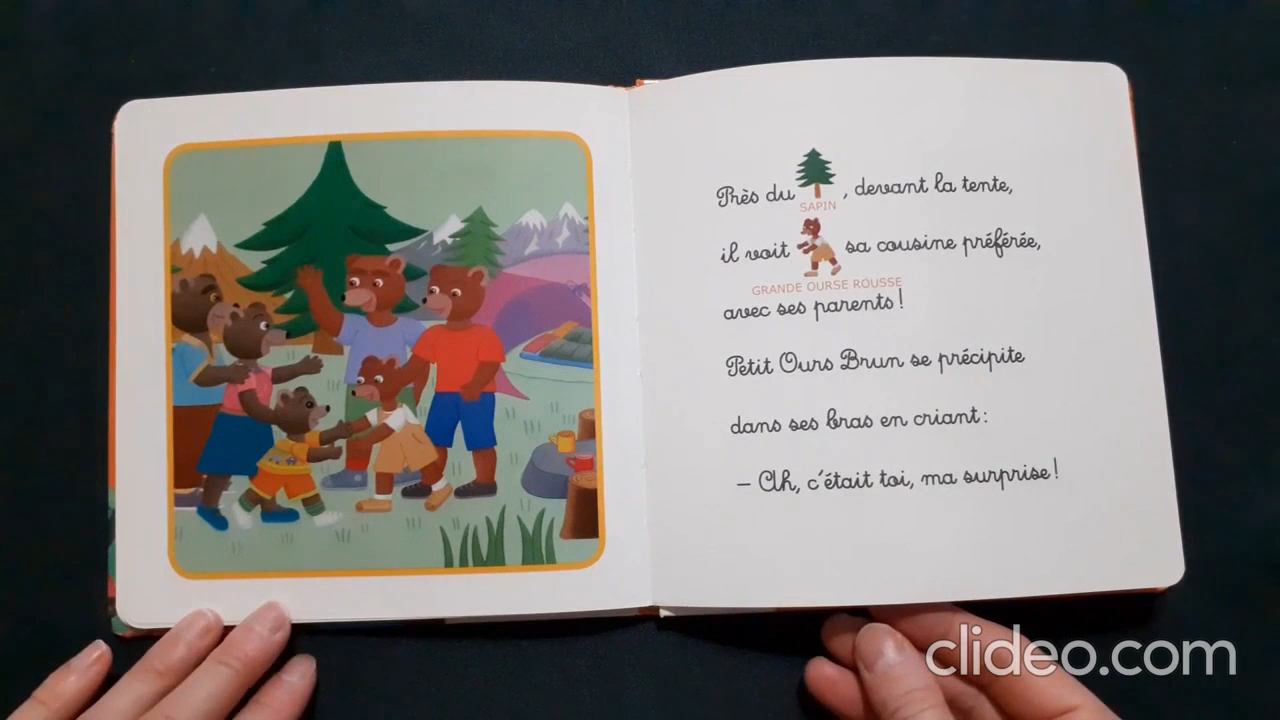 Près du , devant la tente,
SAPIN
il voit sa cousine préférée,
GRANDE OURSE ROUSSE
avec ses parents !
Petit Ours Brun se précipite
dans ses bras en criant :
– Ah, c'était toi, ma surprise !
clideo.com